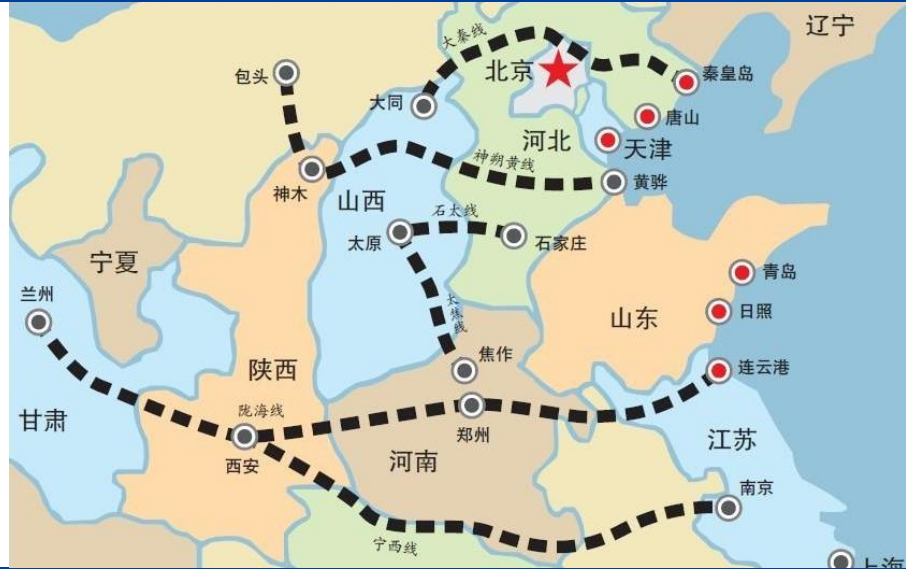 辽宁
大秦线
北京
包头
秦皇岛
大同
唐山
河北
天津
神朔黄线
神木
山西
黄骅
石太线
太原
石家庄
宁夏
青岛
兰州
太焦线
山东
日照
焦作
陕西
连云港
陇海线
甘肃
郑州
江苏
西安
河南
南京
宁西线
上海